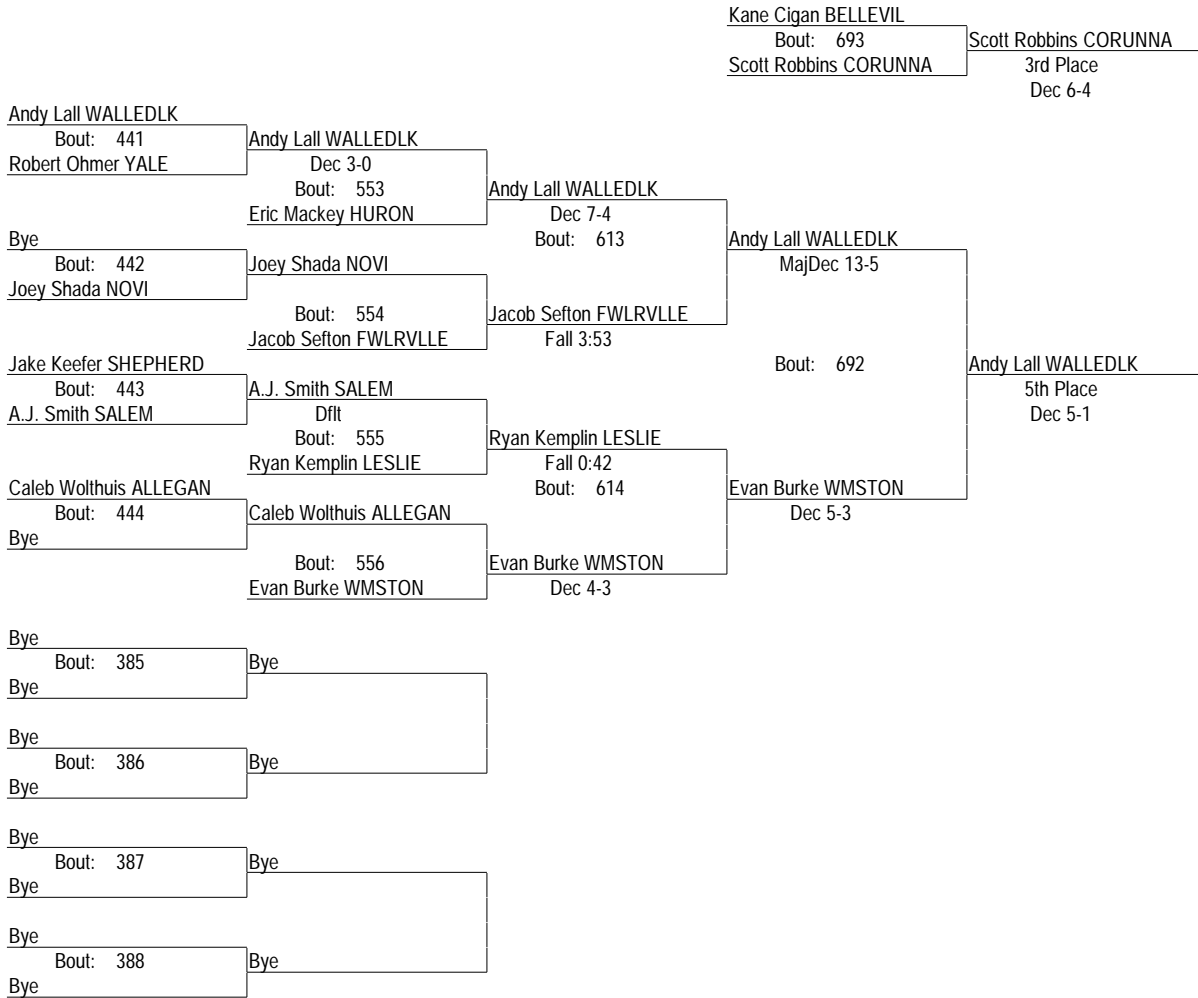 Kane Cigan BELLEVIL
Bout: 693
Scott Robbins CORUNNA
Scott Robbins CORUNNA
3rd Place
Dec 6-4
Andy Lall WALLEDLK
Bout: 441
Robert Ohmer YALE
Andy Lall WALLEDLK
Dec 3-0
Bout: 553
Eric Mackey HURON
Andy Lall WALLEDLK
Dec 7-4
Bout: 613
Andy Lall WALLEDLK
MajDec 13-5
Bye
Bout: 442
Joey Shada NOVI
Joey Shada NOVI
Bout: 554
Jacob Sefton FWLRVLLE
Jacob Sefton FWLRVLLE
Fall 3:53
Bout: 692
Andy Lall WALLEDLK
5th Place
Dec 5-1
Jake Keefer SHEPHERD
Bout: 443
A.J. Smith SALEM
A.J. Smith SALEM
Dflt
Bout: 555
Ryan Kemplin LESLIE
Ryan Kemplin LESLIE
Fall 0:42
Bout: 614
Evan Burke WMSTON
Dec 5-3
Caleb Wolthuis ALLEGAN
Bout: 444
Bye
Caleb Wolthuis ALLEGAN
Bout: 556
Evan Burke WMSTON
Evan Burke WMSTON
Dec 4-3
Bye
Bout: 385
Bye
Bye
Bye
Bout: 386
Bye
Bye
Bye
Bout: 387
Bye
Bye
Bye
Bout: 388
Bye
Bye